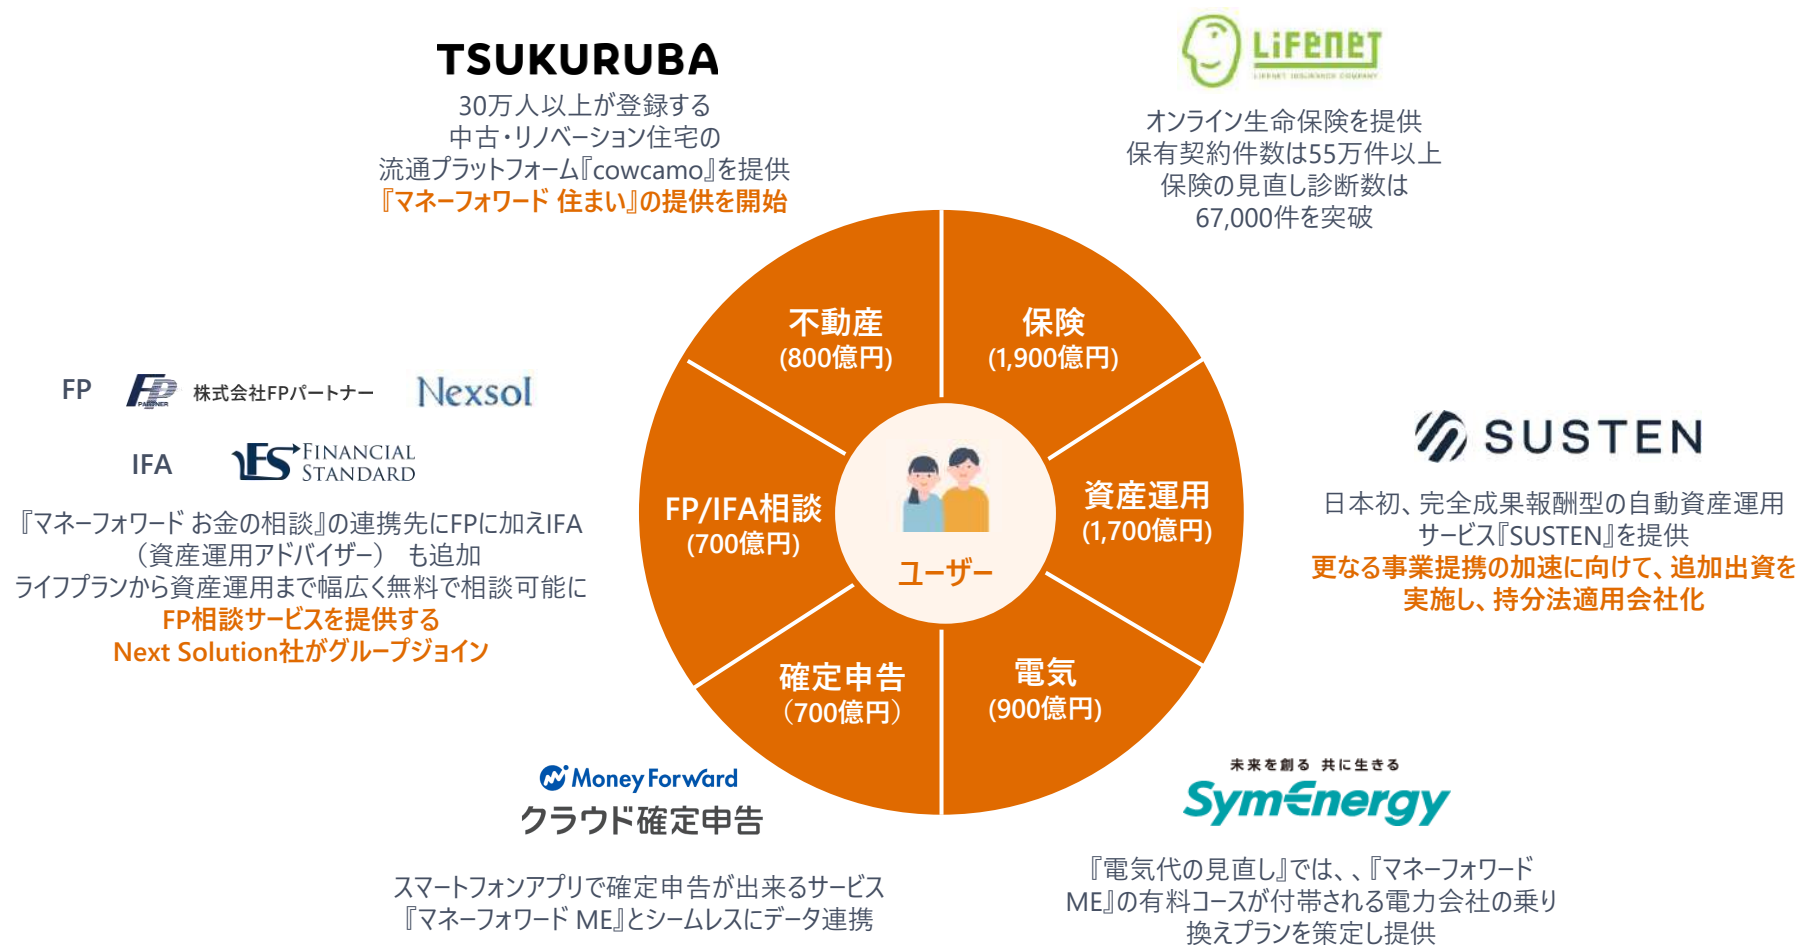 TSUKURUBA
30万人以上が登録する
中古・リノベーション住宅の
流通プラットフォーム『cowcamo』を提供
『マネーフォワード 住まい』の提供を開始
LIFENET
LIFENET INSURANCE COMPANY
オンライン生命保険を提供
保有契約件数は55万件以上
保険の見直し診断数は
67,000件を突破
不動産
(800億円)
保険
(1,900億円)
FP
FP
PARTNER
株式会社FPパートナー
Nexsol
IFA
FS
FINANCIAL
STANDARD
『マネーフォワード お金の相談』の連携先にFPに加えIFA
（資産運用アドバイザー） も追加
ライフプランから資産運用まで幅広く無料で相談可能に
FP相談サービスを提供する
Next Solution社がグループジョイン
FP/IFA相談
(700億円)
ユーザー
資産運用
(1,700億円)
SUSTEN
日本初、完全成果報酬型の自動資産運用
サービス『SUSTEN』を提供
更なる事業提携の加速に向けて、追加出資を
実施し、持分法適用会社化
確定申告
（700億円）
電気
(900億円)
Money Forward
クラウド確定申告
スマートフォンアプリで確定申告が出来るサービス
『マネーフォワード ME』とシームレスにデータ連携
未来を創る 共に生きる
SymEnergy
『電気代の見直し』では、、『マネーフォワード
ME』の有料コースが付帯される電力会社の乗り
換えプランを策定し提供